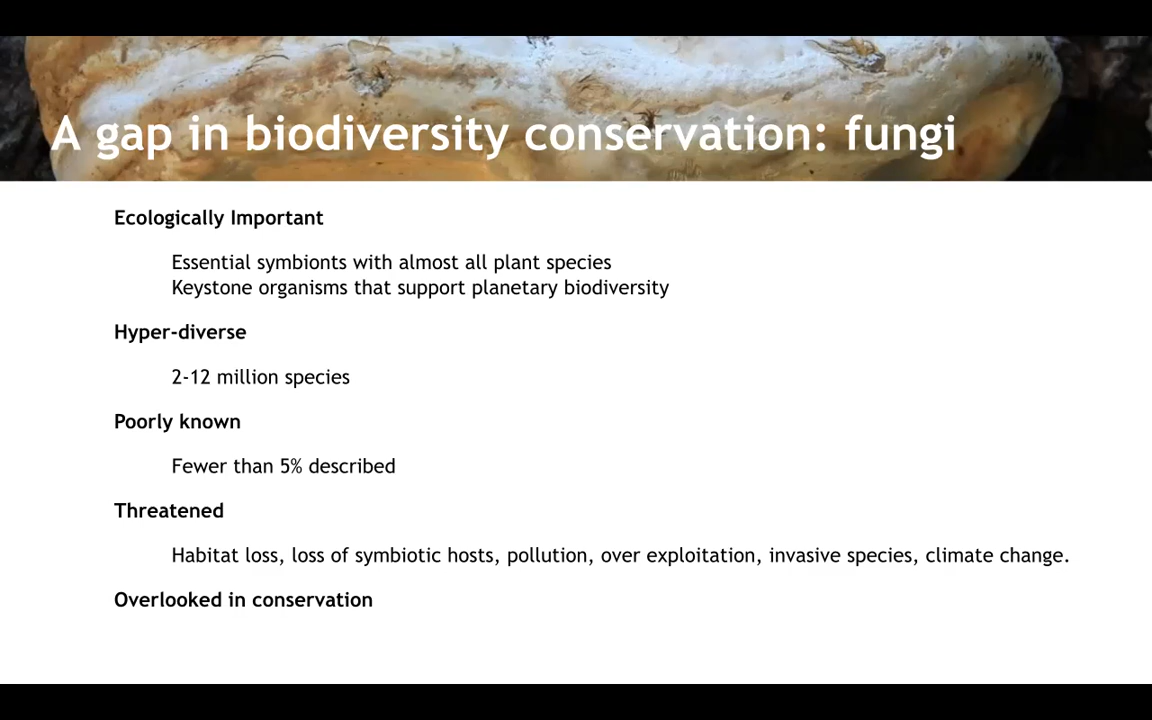 A gap in biodiversity conservation: fungi
Ecologically Important
Essential symbionts with almost all plant species
Keystone organisms that support planetary biodiversity
Hyper-diverse
2-12 million species
Poorly known
Fewer than 5% described
Threatened
Habitat loss, loss of symbiotic hosts, pollution, over exploitation, invasive species, climate change.
Overlooked in conservation